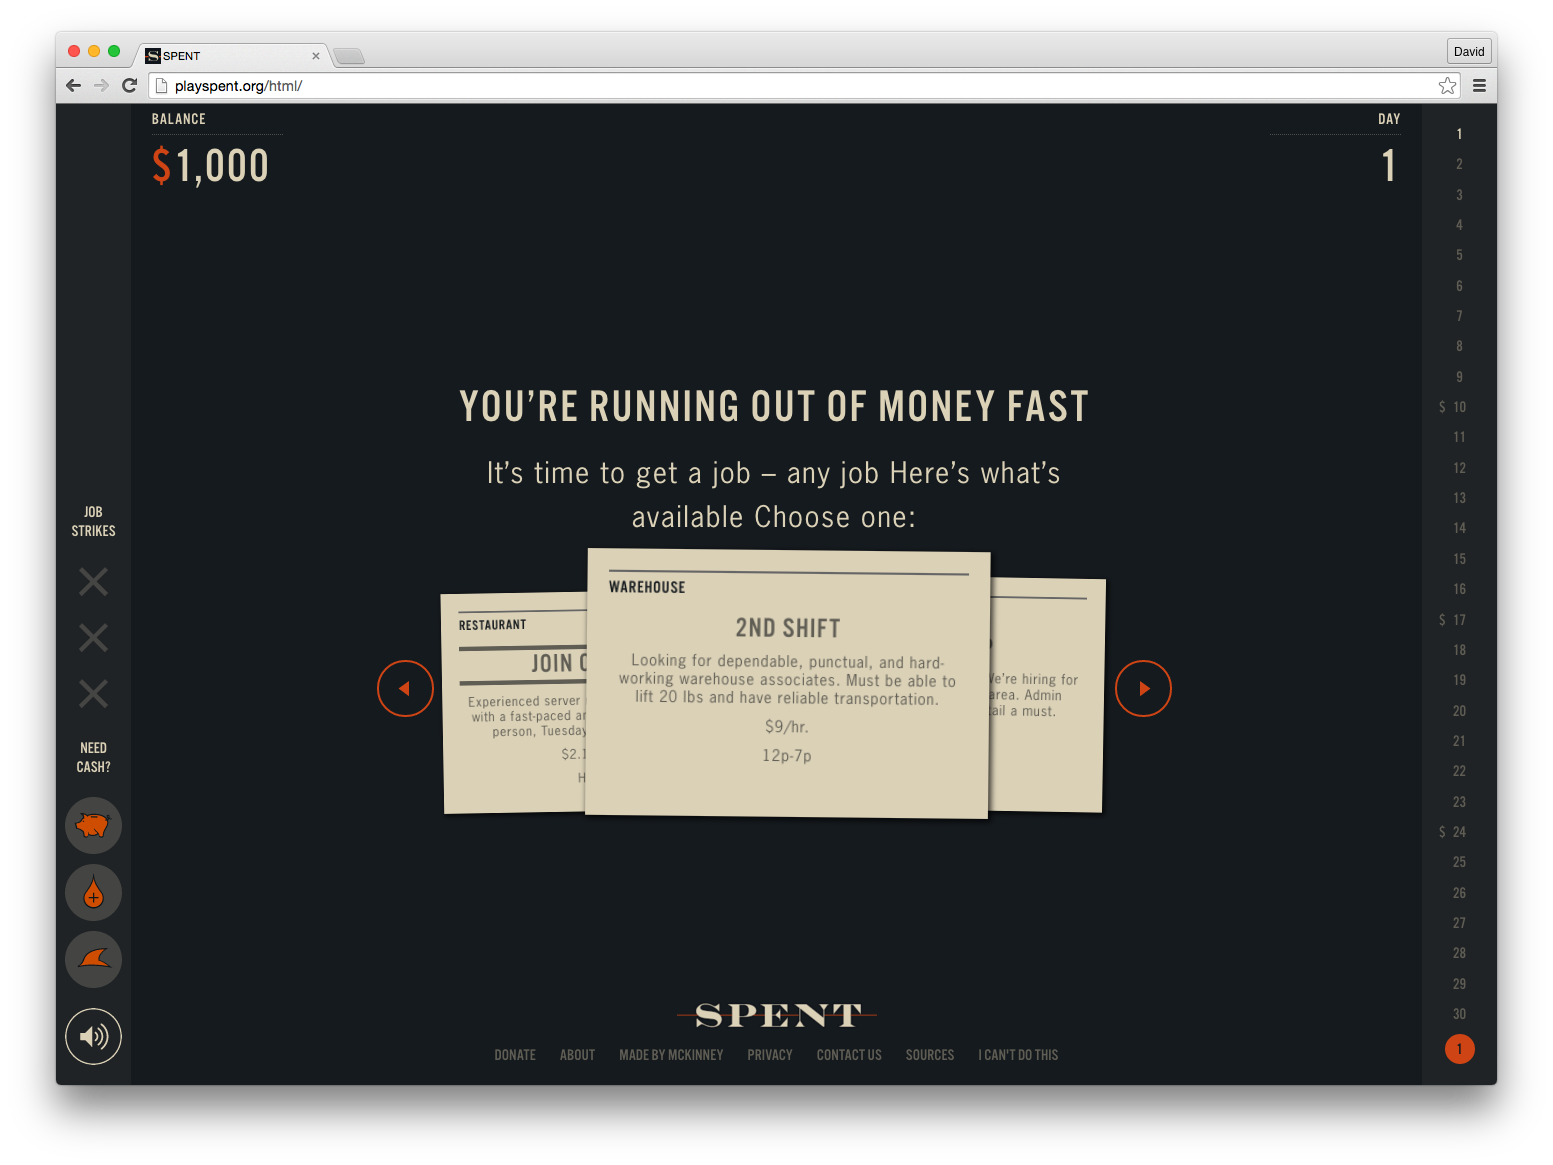 SPENT
David
playspent.org/html/
BALANCE
$1,000
DAY
1
YOU'RE RUNNING OUT OF MONEY FAST
It's time to get a job – any job Here's what's
available Choose one:
RESTAURANT
JOIN
Experienced server
with a fast-paced
person, Tuesday
$2.1
H
WAREHOUSE
2ND SHIFT
Looking for dependable, punctual, and hard-
working warehouse associates. Must be able to
lift 20 lbs and have reliable transportation.
$9/hr.
12p-7p
We're hiring for
area. Admin
tail a must.
JOB
STRIKES
NEED
CASH?
1
2
3
4
5
6
7
8
9
$ 10
11
12
13
14
15
16
$ 17
18
19
20
21
22
23
$ 24
25
26
27
28
29
30
1
SPENT
DONATE ABOUT MADE BY MCKINNEY PRIVACY CONTACT US SOURCES I CAN'T DO THIS